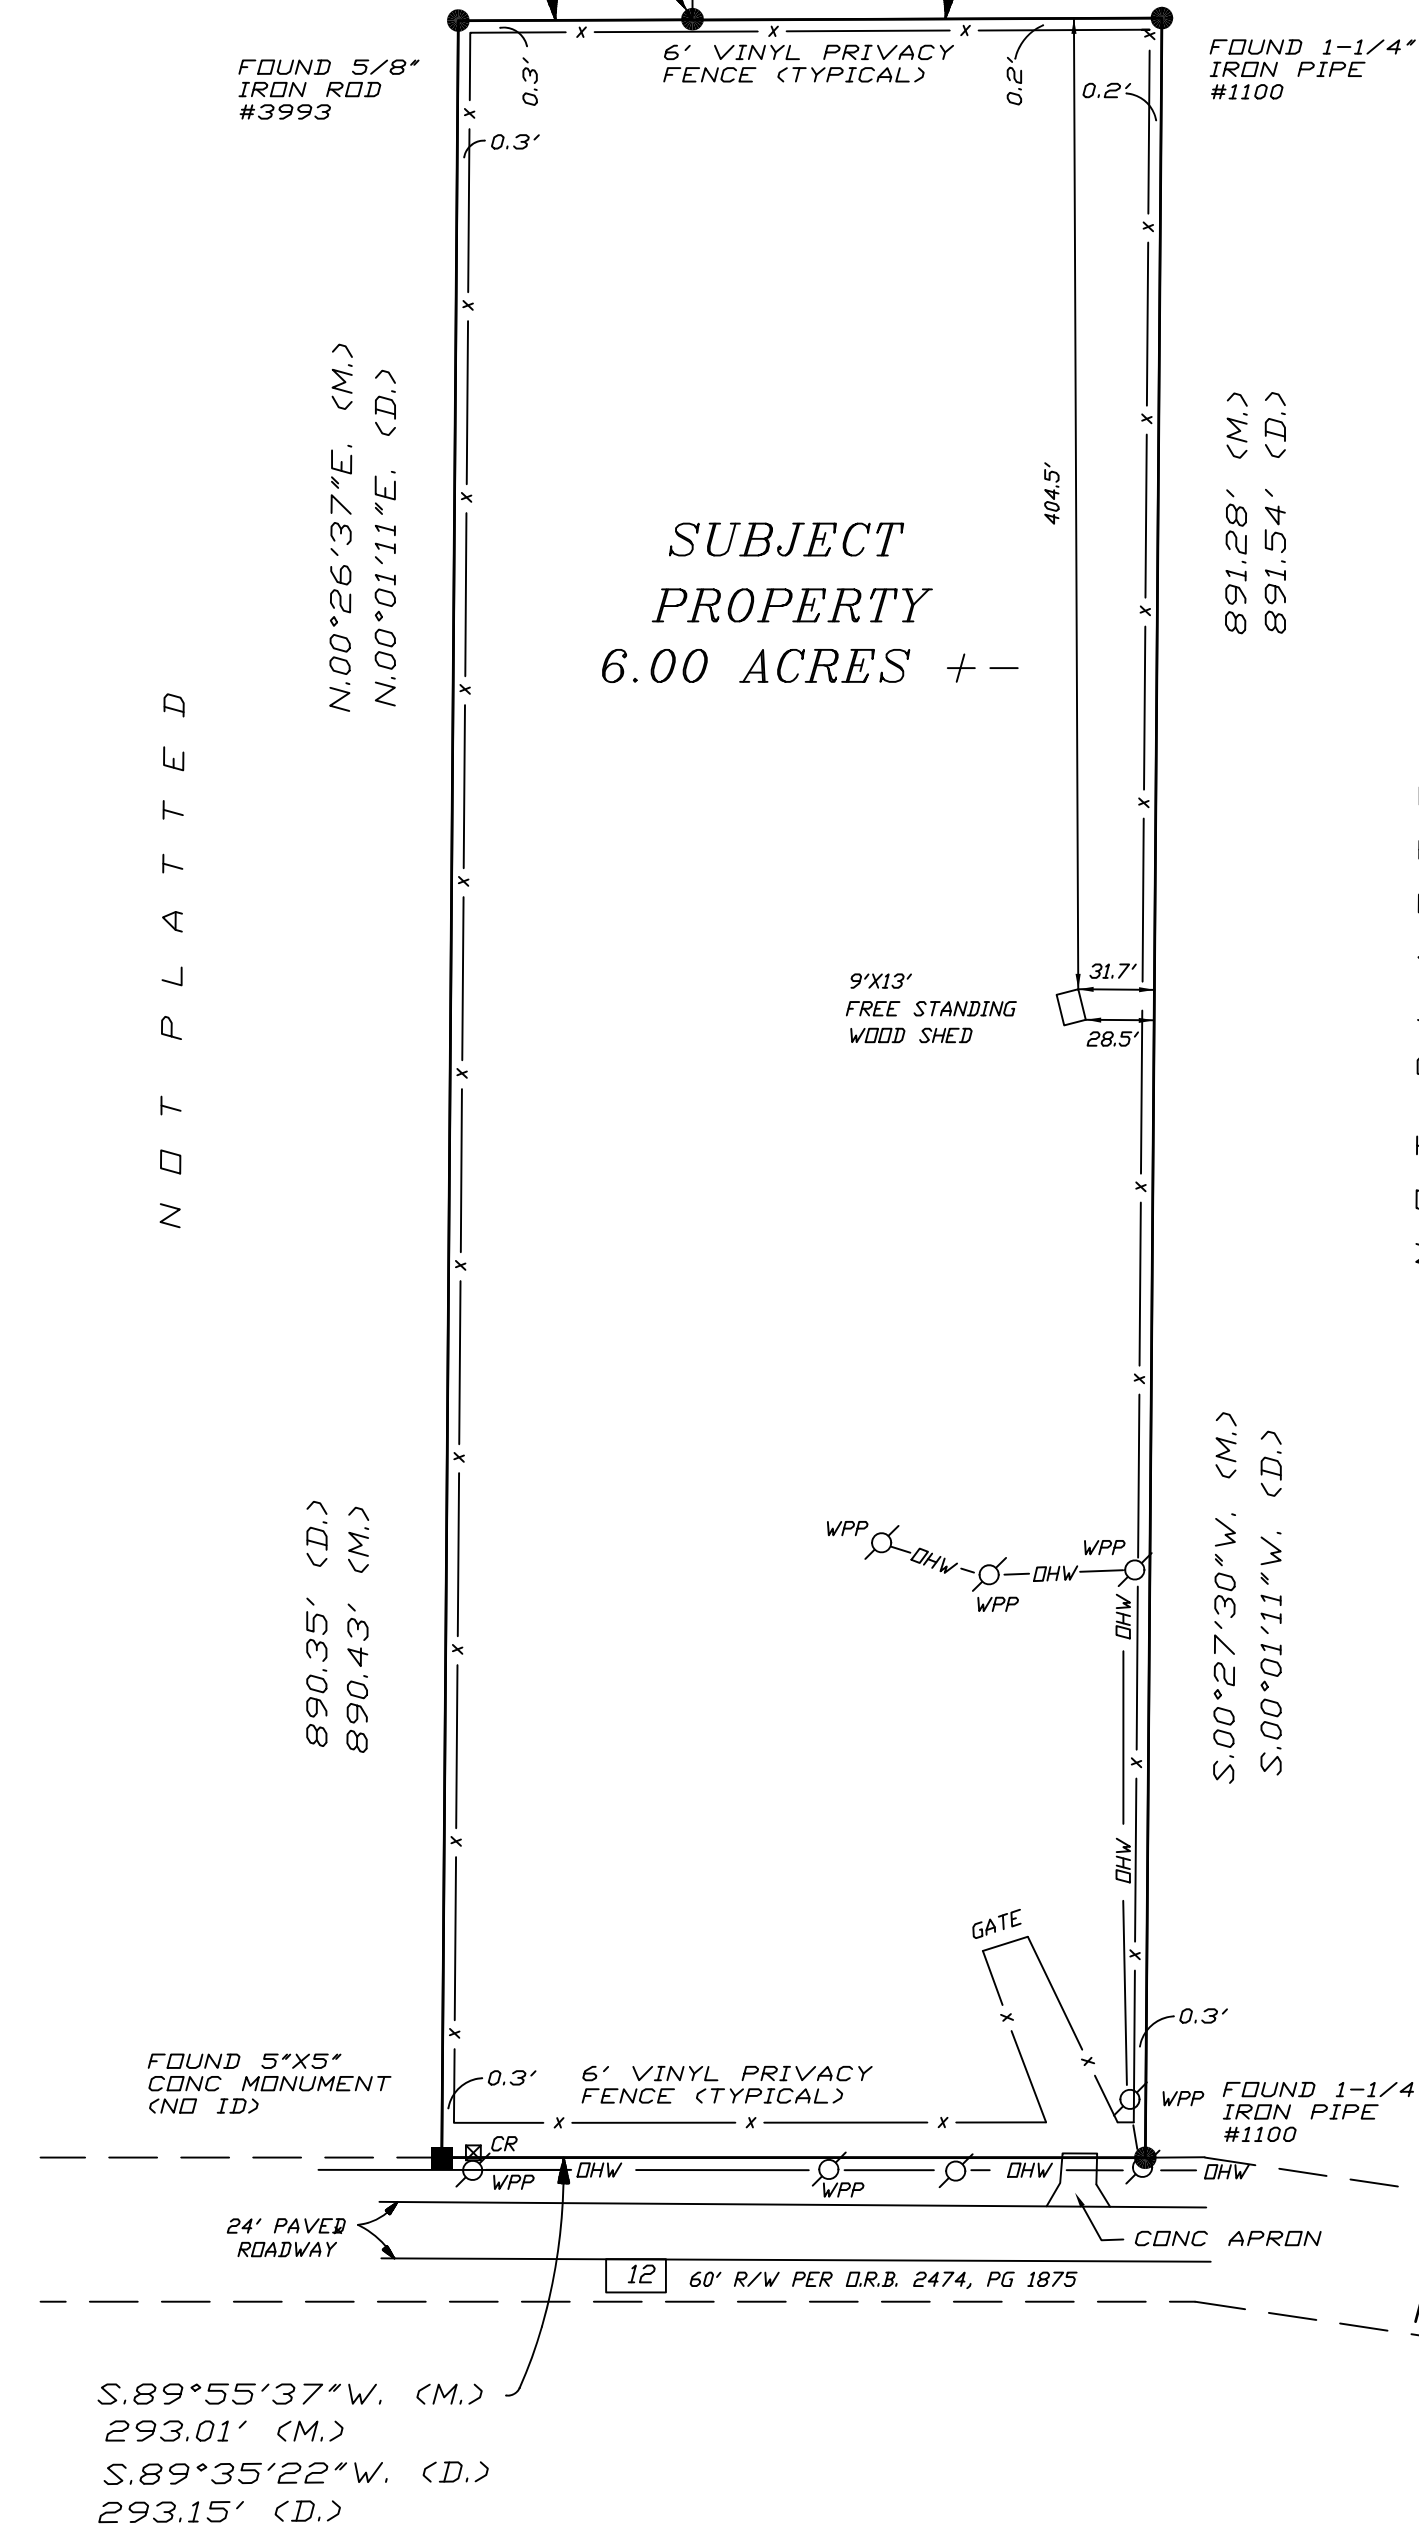 FOUND 5/8"
IRON ROD
#3993
0.3'
0.3'
6' VINYL PRIVACY
FENCE (TYPICAL)
0.2'
0.2'
FOUND 1-1/4"
IRON PIPE
#1100
N.00°26'37"E. (M.)
N.00°01'11"E. (D.)
891.28' (M.)
891.54' (D.)
404.5'
SUBJECT
PROPERTY
6.00 ACRES +-
NOT PLATTED
9'X13'
FREE STANDING
WOOD SHED
31.7'
28.5'
890.35' (D.)
890.43' (M.)
S.00°27'30"W. (M.)
S.00°01'11"W. (D.)
WPP
OHW
WPP
OHW
WPP
OHW
OHW
GATE
0.3'
FOUND 5"X5"
CONC MONUMENT
(NO ID)
0.3'
6' VINYL PRIVACY
FENCE (TYPICAL)
WPP
FOUND 1-1/4
IRON PIPE
#1100
CR
WPP
OHW
WPP
OHW
OHW
24' PAVED
ROADWAY
CONC APRON
12
60' R/W PER O.R.B. 2474, PG 1875
S.89°55'37"W. (M.)
293.01' (M.)
S.89°35'22"W. (D.)
293.15' (D.)